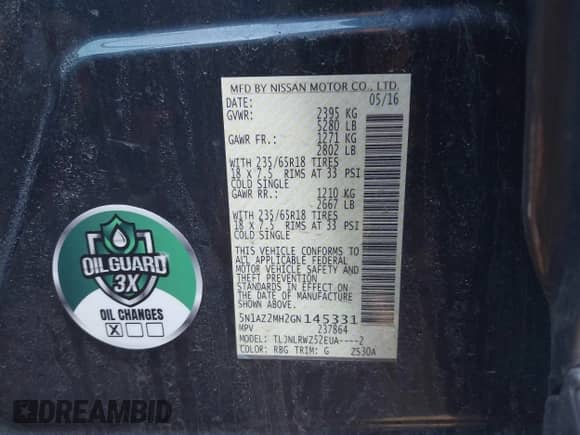 MFD BY NISSAN MOTOR CO., LTD.
DATE: 05/16
GVWR: 2395 KG
5280 LB
GAWR FR.: 1271 KG
2802 LB
WITH 235/65R18 TIRES
18 X 7.5 RIMS AT 33 PSI
COLD SINGLE
GAWR RR.: 1210 KG
2667 LB
WITH 235/65R18 TIRES
18 X 7.5 RIMS AT 33 PSI
COLD SINGLE
THIS VEHICLE CONFORMS TO
ALL APPLICABLE FEDERAL
MOTOR VEHICLE SAFETY AND
THEFT PREVENTION
STANDARDS IN EFFECT ON
THE DATE OF MANUFACTURE
SHOWN ABOVE.
5N1AZ2MH2GN145331
MPV 237864
MODEL: TLJNLRWZ52EUA----2
COLOR: RBG TRIM: G ZS30A
OILGUARD
3X
OIL CHANGES
X
DREAMBID